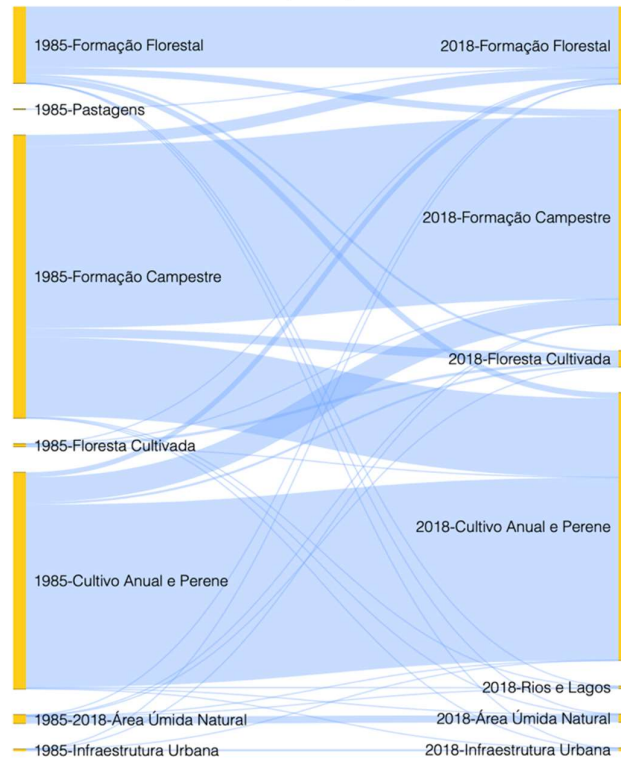 1985-Formação Florestal
2018-Formação Florestal
1985-Pastagens
2018-Formação Campestre
1985-Formação Campestre
2018-Floresta Cultivada
1985-Floresta Cultivada
2018-Cultivo Anual e Perene
1985-Cultivo Anual e Perene
2018-Rios e Lagos
1985-2018-Área Úmida Natural
2018-Área Úmida Natural
1985-Infraestrutura Urbana
2018-Infraestrutura Urbana